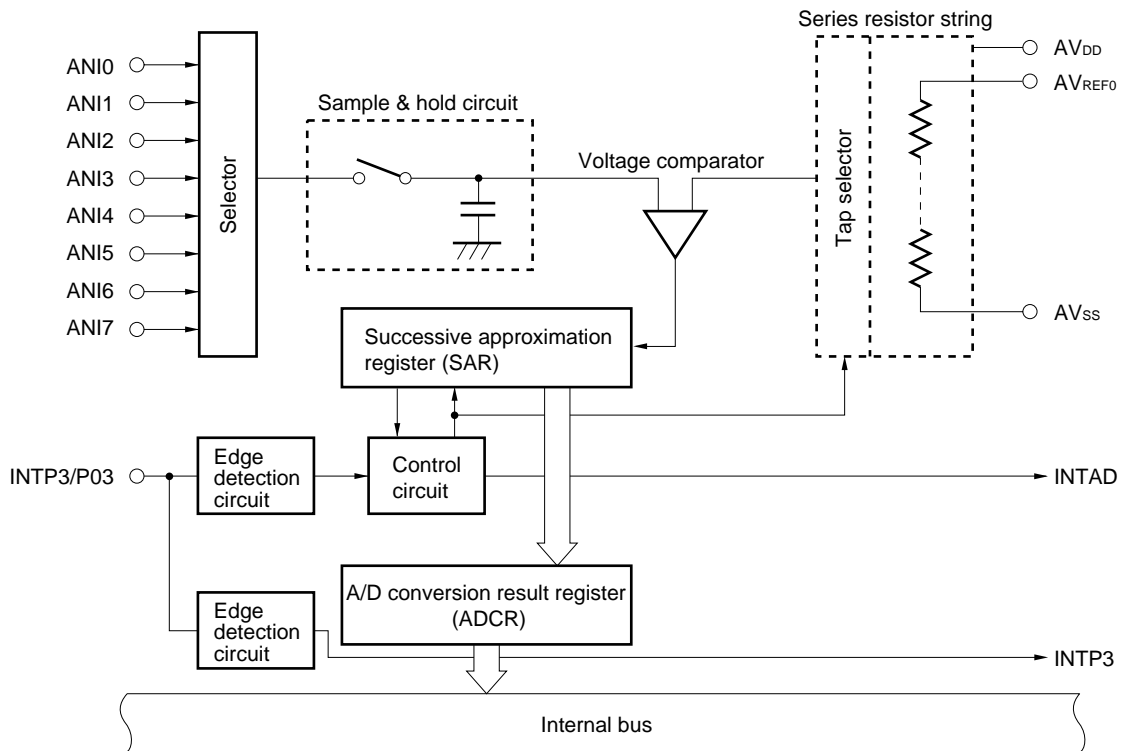 Series resistor string
AVDD
AVREF0
ANI0
ANI1
ANI2
ANI3
ANI4
ANI5
ANI6
ANI7
Selector
Sample & hold circuit
Voltage comparator
Tap selector
AVSS
Successive approximation
register (SAR)
INTP3/P03
Edge
detection
circuit
Control
circuit
INTAD
A/D conversion result register
(ADCR)
Edge
detection
circuit
INTP3
Internal bus